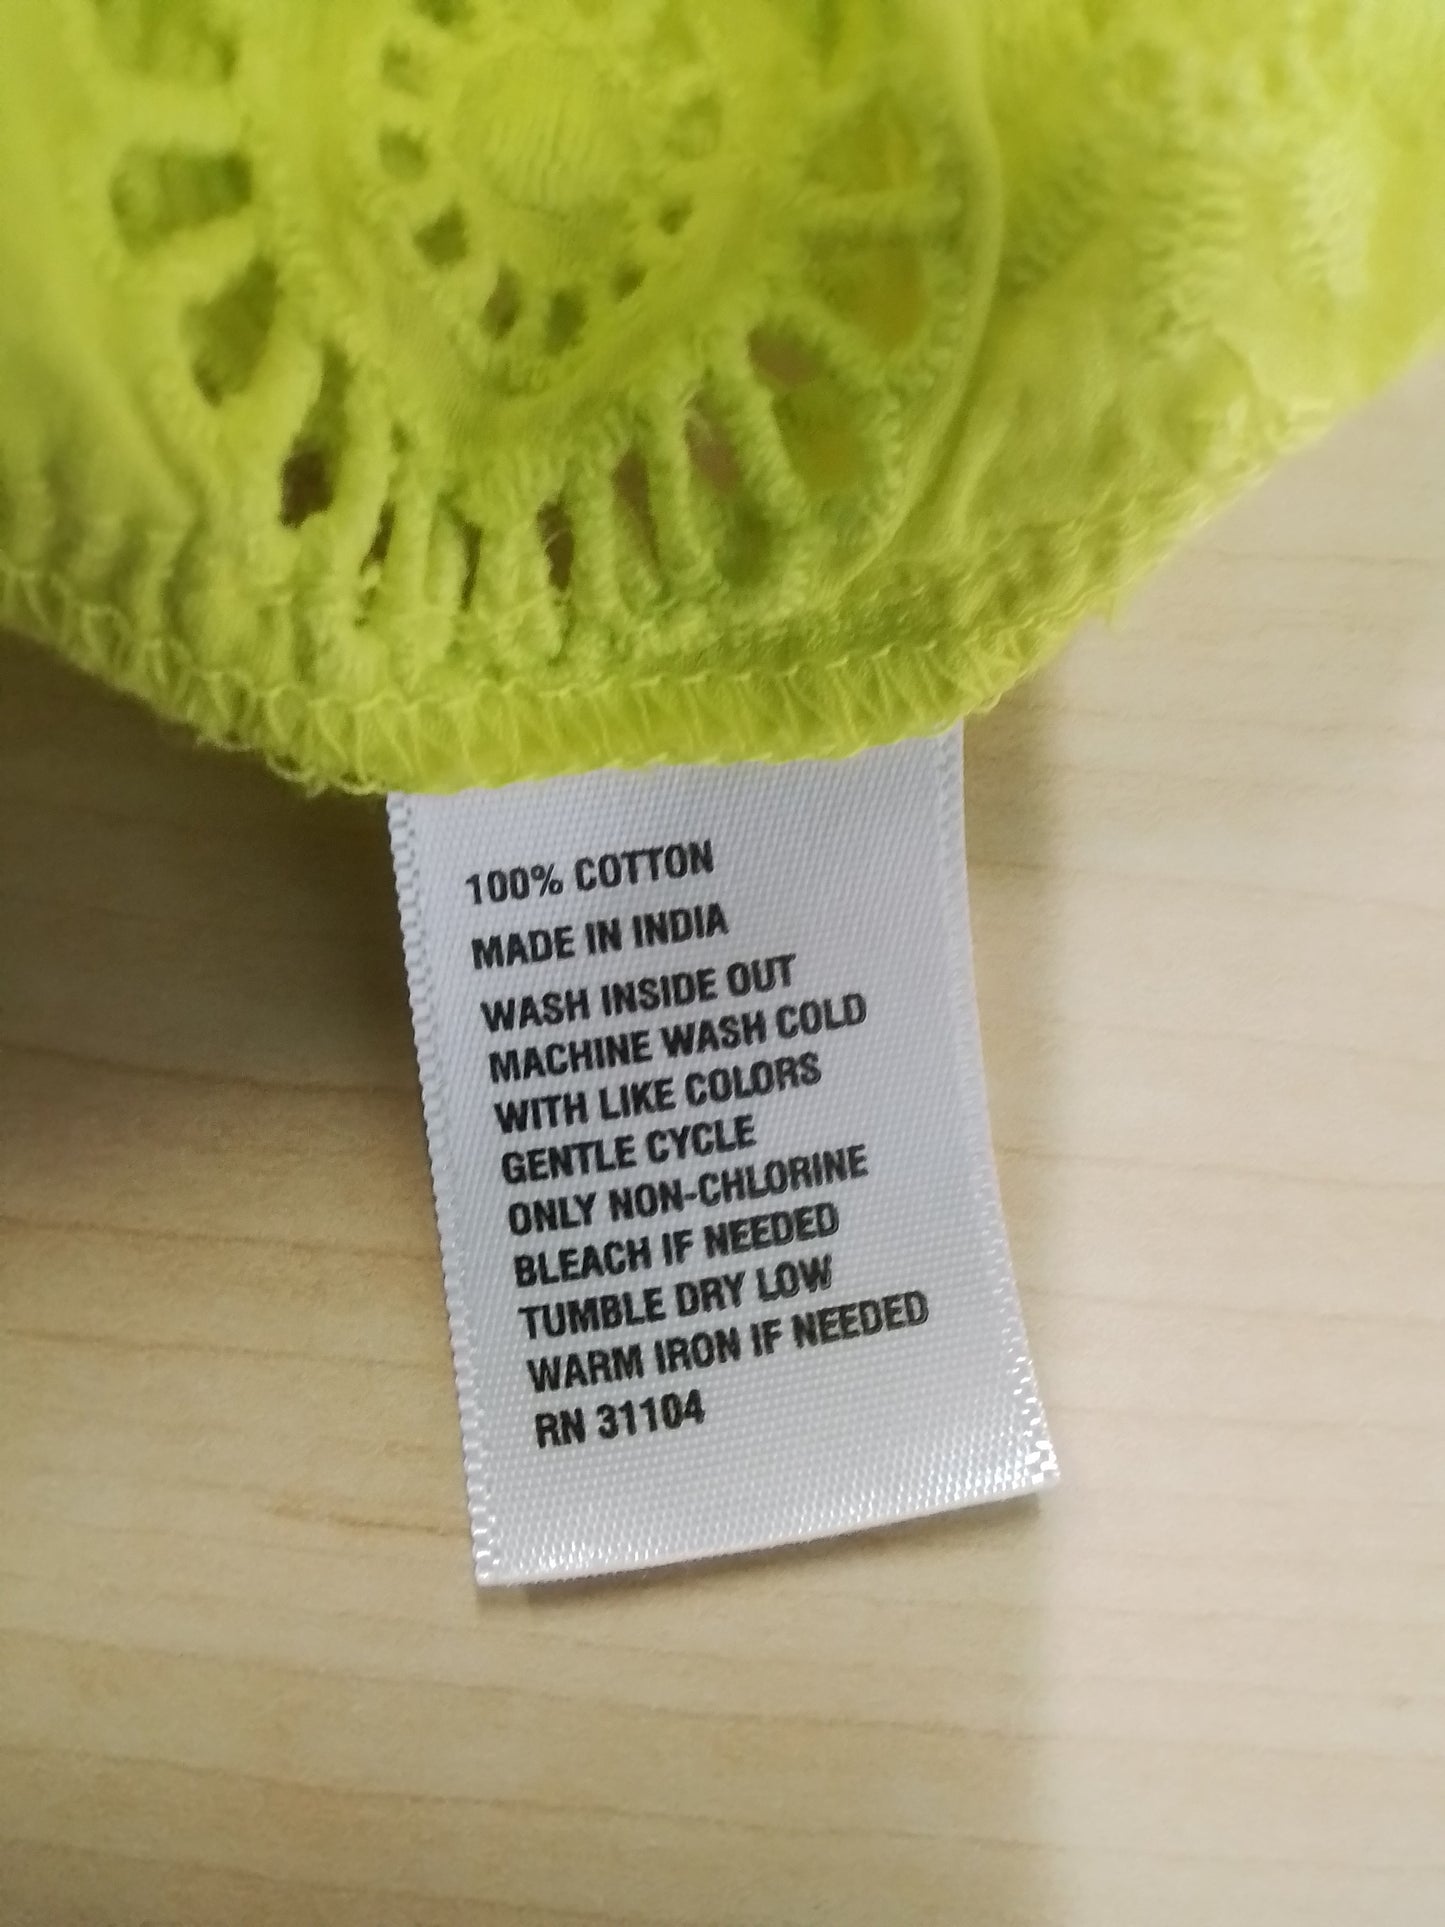 100% COTTON
MADE IN INDIA
WASH INSIDE OUT
MACHINE WASH COLD
WITH LIKE COLORS
GENTLE CYCLE
ONLY NON-CHLORINE
BLEACH IF NEEDED
TUMBLE DRY LOW
WARM IRON IF NEEDED
RN 31104